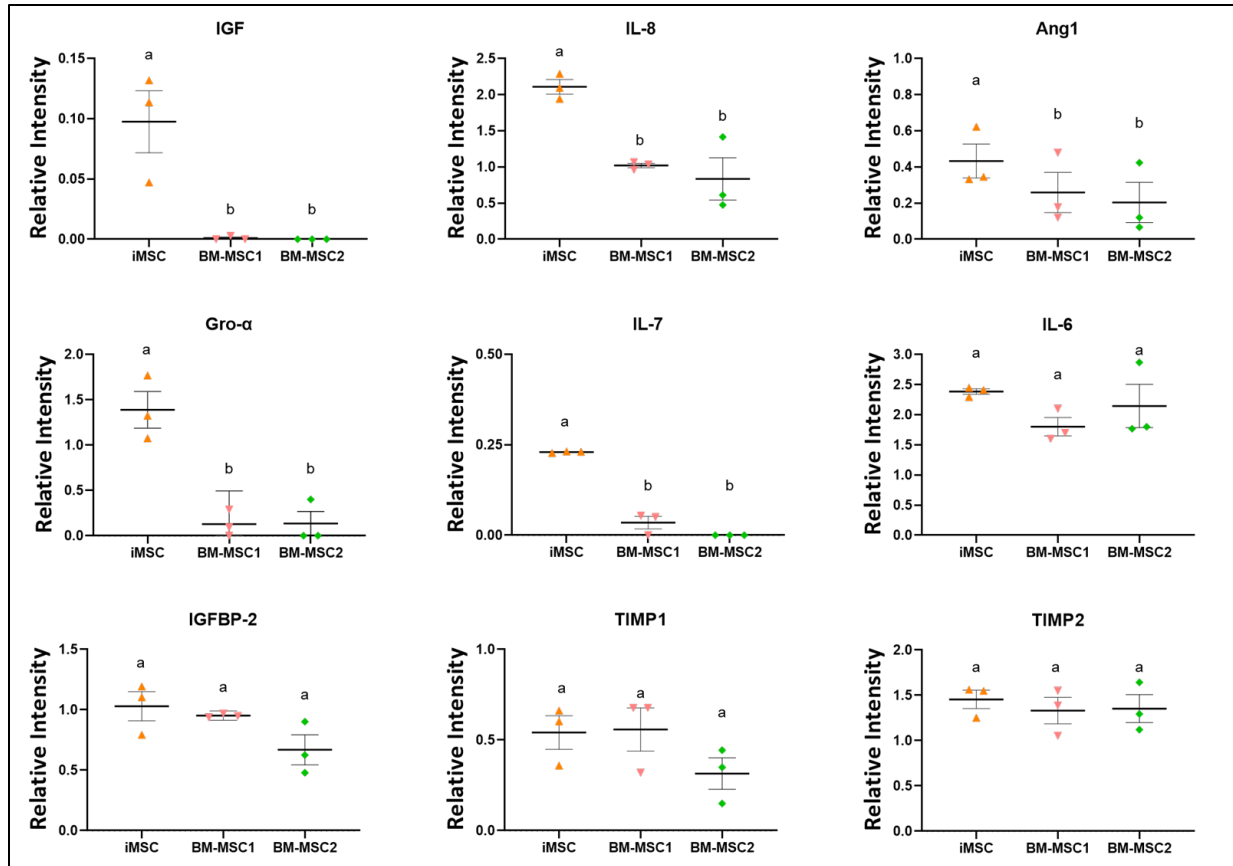 IGF
a
b
b
Relative Intensity
0.15
0.10
0.05
0.00
iMSC BM-MSC1 BM-MSC2
IL-8
a
b
b
Relative Intensity
2.5
2.0
1.5
1.0
0.5
0.0
iMSC BM-MSC1 BM-MSC2
Ang1
a
b
b
Relative Intensity
1.0
0.8
0.6
0.4
0.2
0.0
iMSC BM-MSC1 BM-MSC2
Gro-α
a
b
b
Relative Intensity
2.0
1.5
1.0
0.5
0.0
iMSC BM-MSC1 BM-MSC2
IL-7
a
b
b
Relative Intensity
0.50
0.25
0.00
iMSC BM-MSC1 BM-MSC2
IL-6
a
a
a
Relative Intensity
3.0
2.5
2.0
1.5
1.0
0.5
0.0
iMSC BM-MSC1 BM-MSC2
IGFBP-2
a
a
a
Relative Intensity
1.5
1.0
0.5
0.0
iMSC BM-MSC1 BM-MSC2
TIMP1
a
a
a
Relative Intensity
1.0
0.5
0.0
iMSC BM-MSC1 BM-MSC2
TIMP2
a
a
a
Relative Intensity
2.0
1.5
1.0
0.5
0.0
iMSC BM-MSC1 BM-MSC2